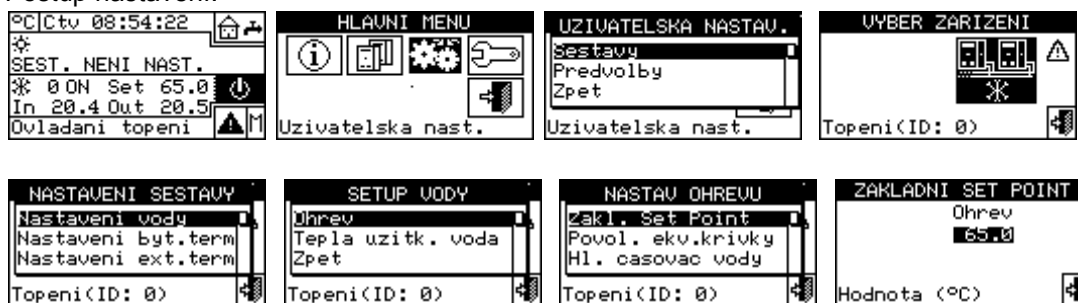 °C Ctv 08:54:22
SEST. NENI NAST.
0 ON Set 65.0
In 20.4 Out 20.5
Ovladani topeni M
HLAVNI MENU
Uzivatelska nast.
UZIVATELSKA NASTAV.
Sestavy
Predvolby
Zpet
Uzivatelska nast.
VYBER ZARIZENI
Topeni(ID: 0)
NASTAVENI SESTAVY
Nastaveni vody
Nastaveni byt.term
Nastaveni ext.term
Topeni(ID: 0)
SETUP VODY
Ohrev
Tepla uzitk. voda
Zpet
Topeni(ID: 0)
NASTAV OHREVU
Zakl. Set Point
Povol. ekv.krivky
Hl. casovac vody
Topeni(ID: 0)
ZAKLADNI SET POINT
Ohrev
65.0
Hodnota (°C)